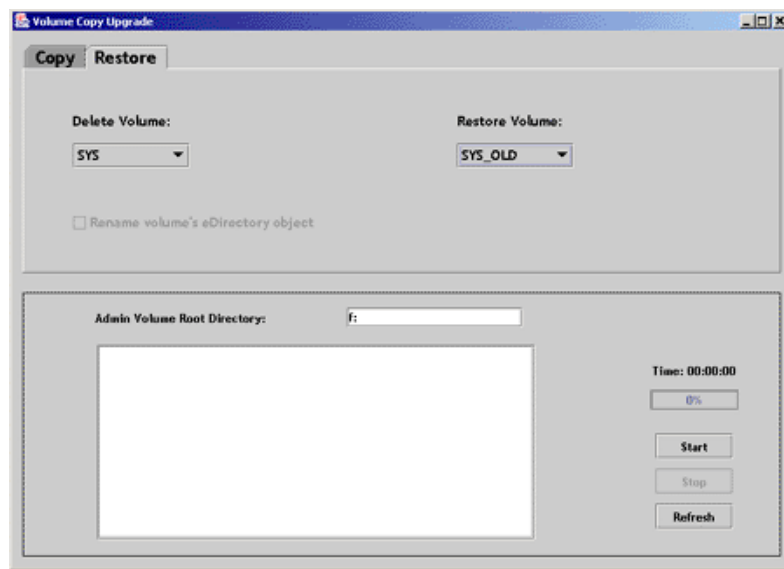 Volume Copy Upgrade
Copy Restore
Delete Volume: Restore Volume:
SYS SYS_OLD
Rename volume's eDirectory object
Admin Volume Root Directory: f:
Time: 00:00:00
0%
Start
Stop
Refresh